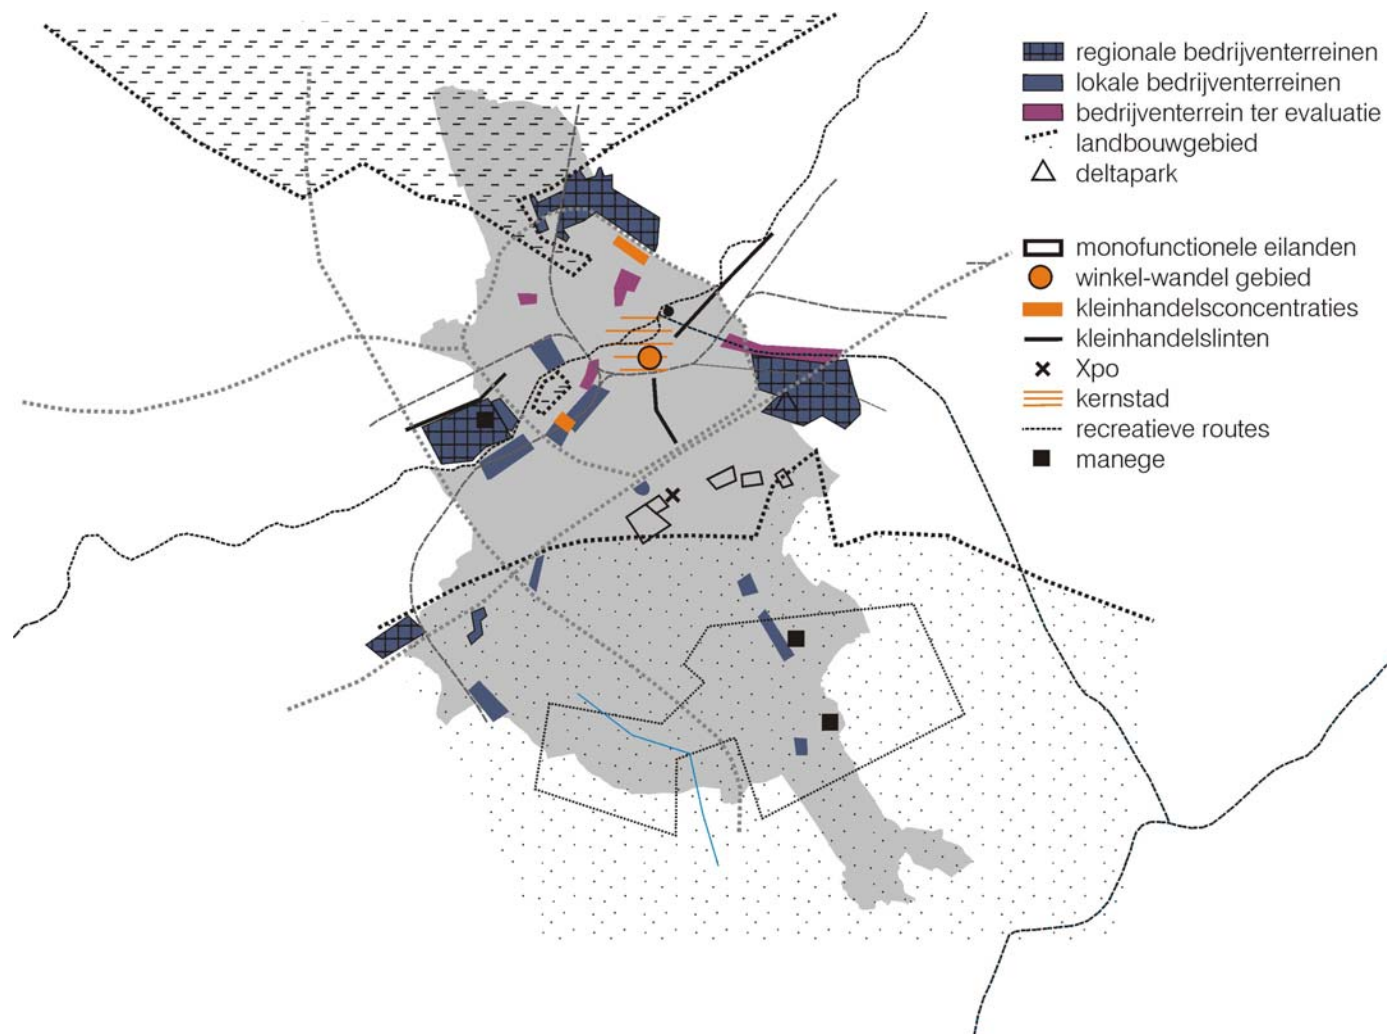 regionale bedrijventerreinen
lokale bedrijventerreinen
bedrijventerrein ter evaluatie
landbouwgebied
deltapark
monofunctionele eilanden
winkel-wandel gebied
kleinhandelsconcentraties
kleinhandelslinten
Xpo
kernstad
recreatieve routes
manege